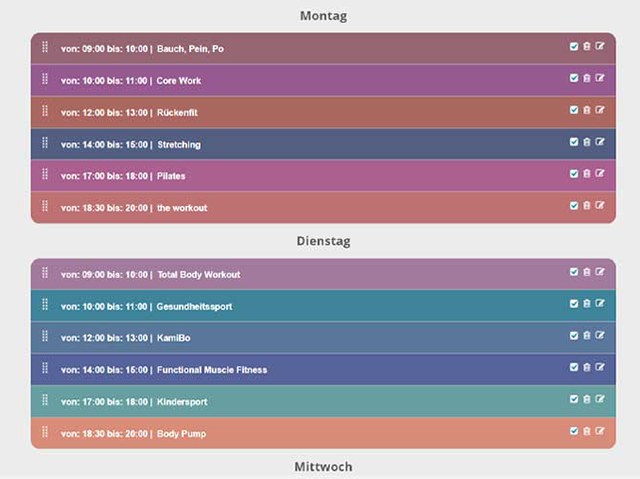 Montag
von: 09:00 bis: 10:00 | Bauch, Pein, Po
von: 10:00 bis: 11:00 | Core Work
von: 12:00 bis: 13:00 | Rückenfit
von: 14:00 bis: 15:00 | Stretching
von: 17:00 bis: 18:00 | Pilates
von: 18:30 bis: 20:00 | the workout
Dienstag
von: 09:00 bis: 10:00 | Total Body Workout
von: 10:00 bis: 11:00 | Gesundheitssport
von: 12:00 bis: 13:00 | KamiBo
von: 14:00 bis: 15:00 | Functional Muscle Fitness
von: 17:00 bis: 18:00 | Kindersport
von: 18:30 bis: 20:00 | Body Pump
Mittwoch